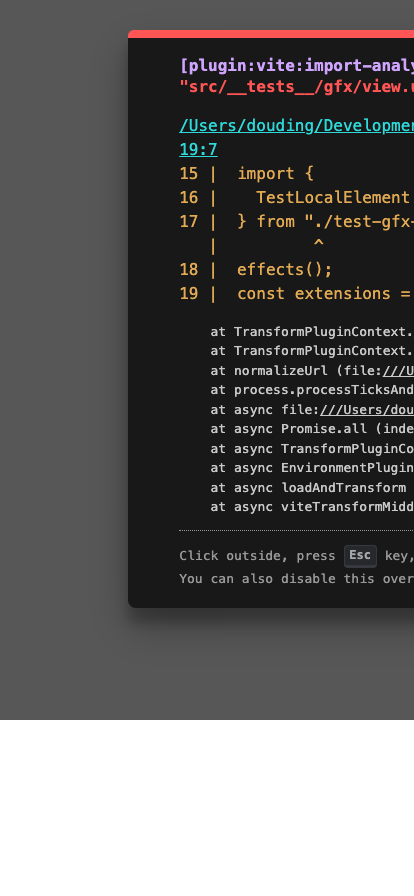 [plugin:vite:import-analy
"src/__tests__/gfx/view.u
/Users/douding/Developmen
19:7
15 |  import {
16 |    TestLocalElement
17 |  } from "./test-gfx-
   |          ^
18 |  effects();
19 |  const extensions =
at TransformPluginContext.
at TransformPluginContext.
at normalizeUrl (file:///U
at process.processTicksAnd
at async file:///Users/dou
at async Promise.all (inde
at async TransformPluginCo
at async EnvironmentPlugin
at async loadAndTransform
at async viteTransformMidd
Click outside, press Esc key,
You can also disable this over